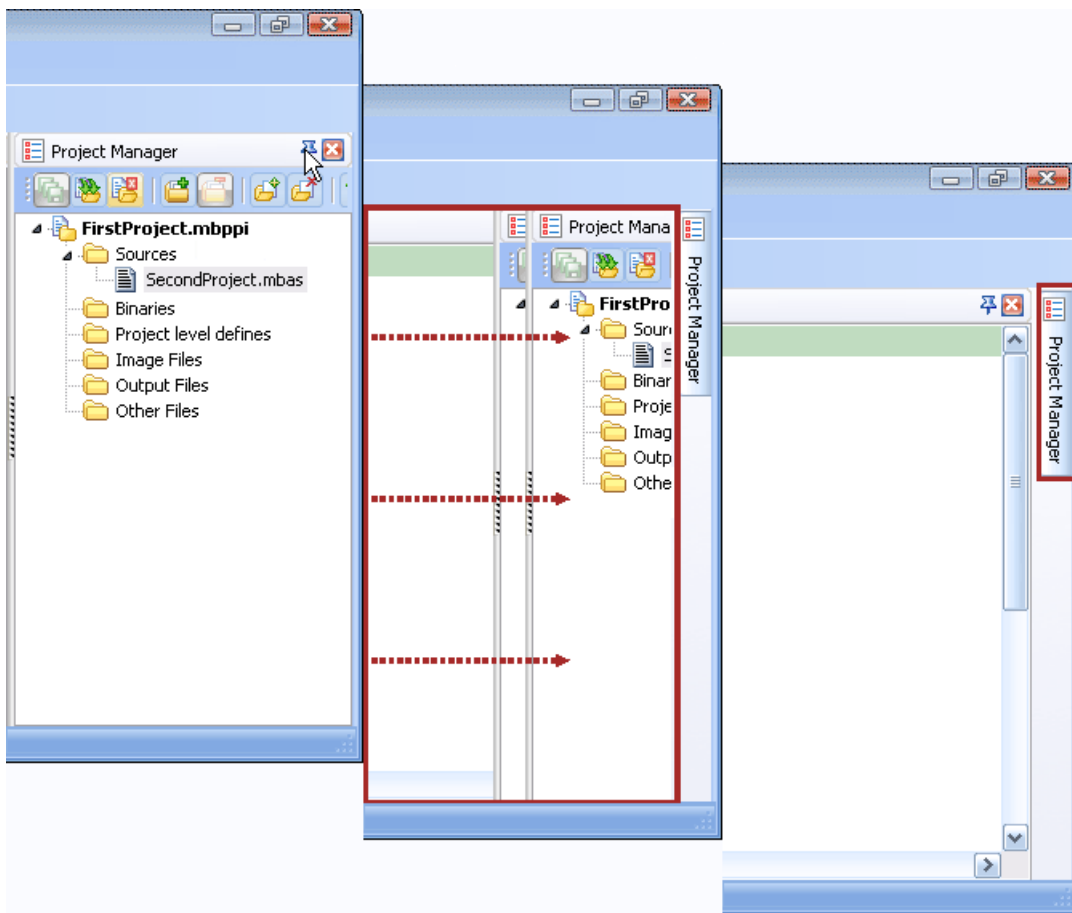 Project Manager
FirstProject.mbppi
Sources
SecondProject.mbas
Binaries
Project level defines
Image Files
Output Files
Other Files
Project Mana
FirstPro
Sour
S
Binar
Proje
Imag
Outp
Othe
Project Manager
Project Manager